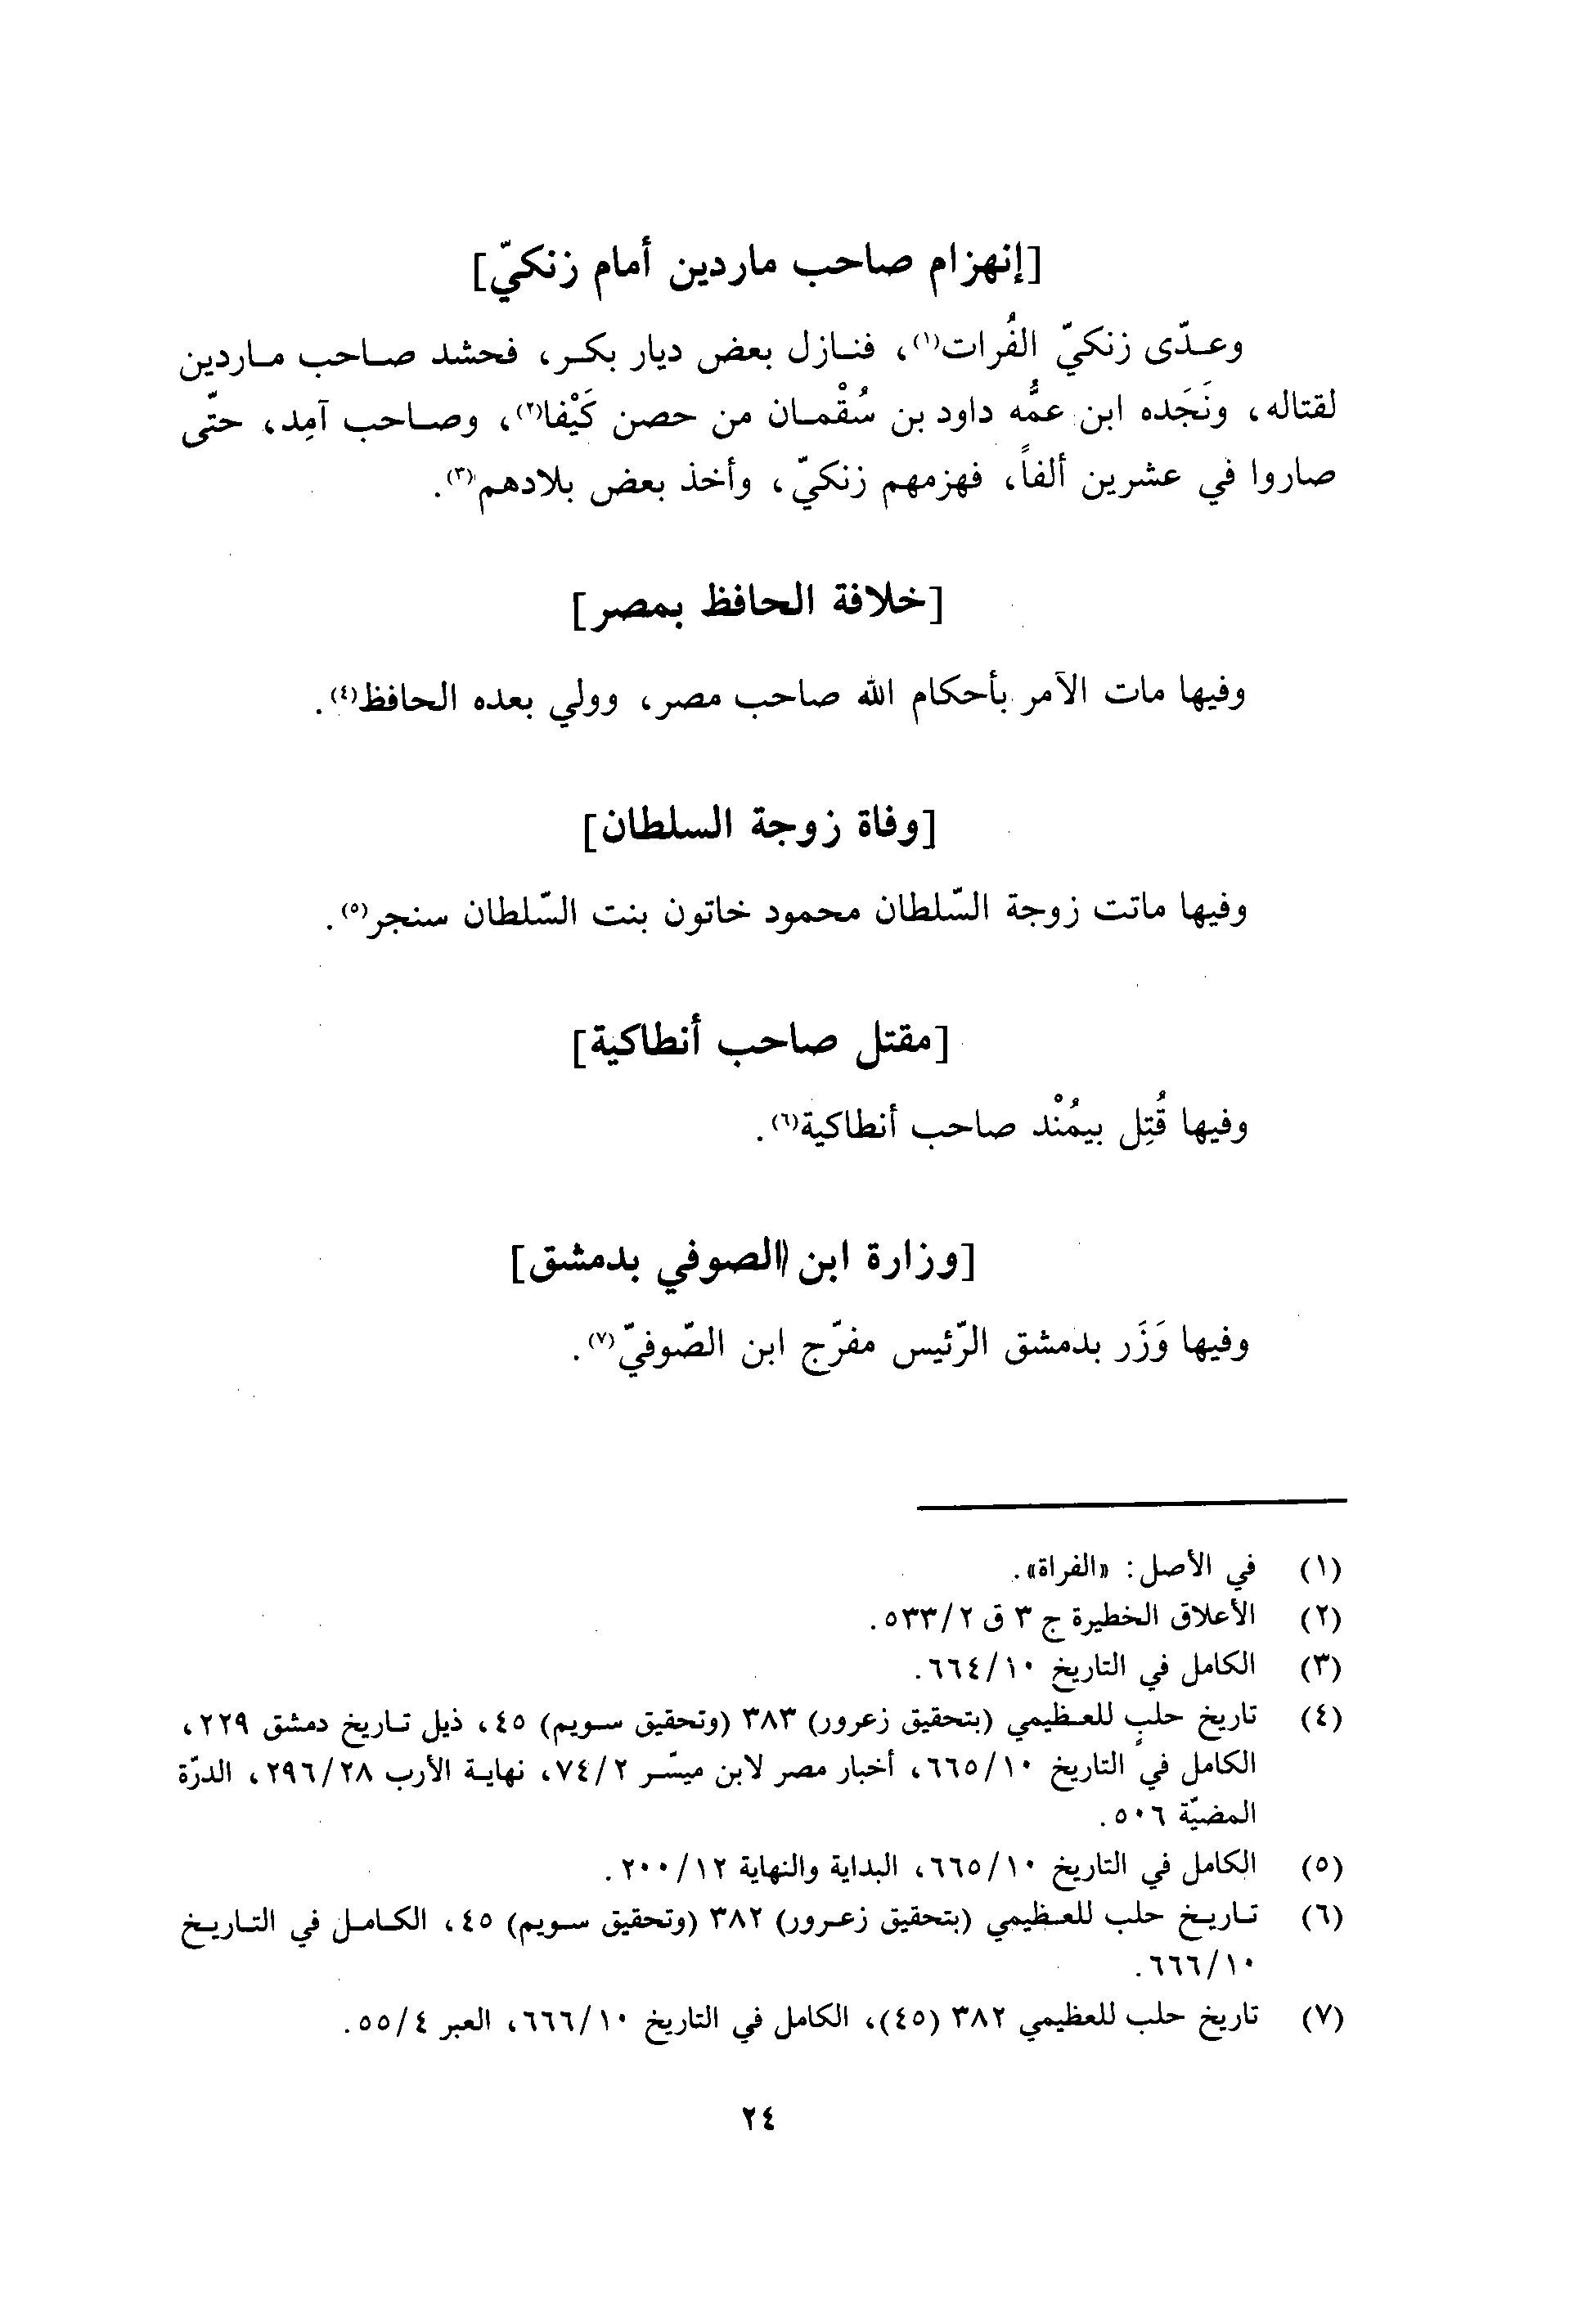 [إنهزام صاحب ماردين أمام زنكيّ]
وعدّى زنكيّ الفُرات(١)، فنازل بعض ديار بكر، فحشد صاحب ماردين
لقتاله، ونَجَده ابن عمُّه داود بن سُقْمان من حصن كَيْفا(٢)، وصاحب آمِد، حتّى
صاروا في عشرين ألفاً، فهزمهم زنكيّ، وأخذ بعض بلادهم(٣).
[خلافة الحافظ بمصر]
وفيها مات الآمر بأحكام الله صاحب مصر، وولي بعده الحافظ(٤).
[وفاة زوجة السلطان]
وفيها ماتت زوجة السّلطان محمود خاتون بنت السّلطان سنجر(٥).
[مقتل صاحب أنطاكية]
وفيها قُتِل بيمُنْد صاحب أنطاكية(٦).
[وزارة ابن الصوفي بدمشق]
وفيها وَزَر بدمشق الرّئيس مفرّج ابن الصّوفيّ(٧).
(١) في الأصل: «الفراة».
(٢) الأعلاق الخطيرة ج ٣ ق ٢/ ٥٣٣.
(٣) الكامل في التاريخ ١٠/ ٦٦٤.
(٤) تاريخ حلب للعظيمي (بتحقيق زعرور) ٣٨٣ (وتحقيق سويم) ٤٥، ذيل تاريخ دمشق ٢٢٩،
الكامل في التاريخ ١٠/ ٦٦٥، أخبار مصر لابن ميسّر ٢/ ٧٤، نهاية الأرب ٢٨/ ٢٩٦، الدرّة
المضيّة ٥٠٦.
(٥) الكامل في التاريخ ١٠/ ٦٦٥، البداية والنهاية ١٢/ ٢٠٠.
(٦) تاريخ حلب للعظيمي (بتحقيق زعرور) ٣٨٢ (وتحقيق سويم) ٤٥، الكامل في التاريخ
١٠/ ٦٦٦.
(٧) تاريخ حلب للعظيمي ٣٨٢ (٤٥)، الكامل في التاريخ ١٠/ ٦٦٦، العبر ٤/ ٥٥.
٢٤